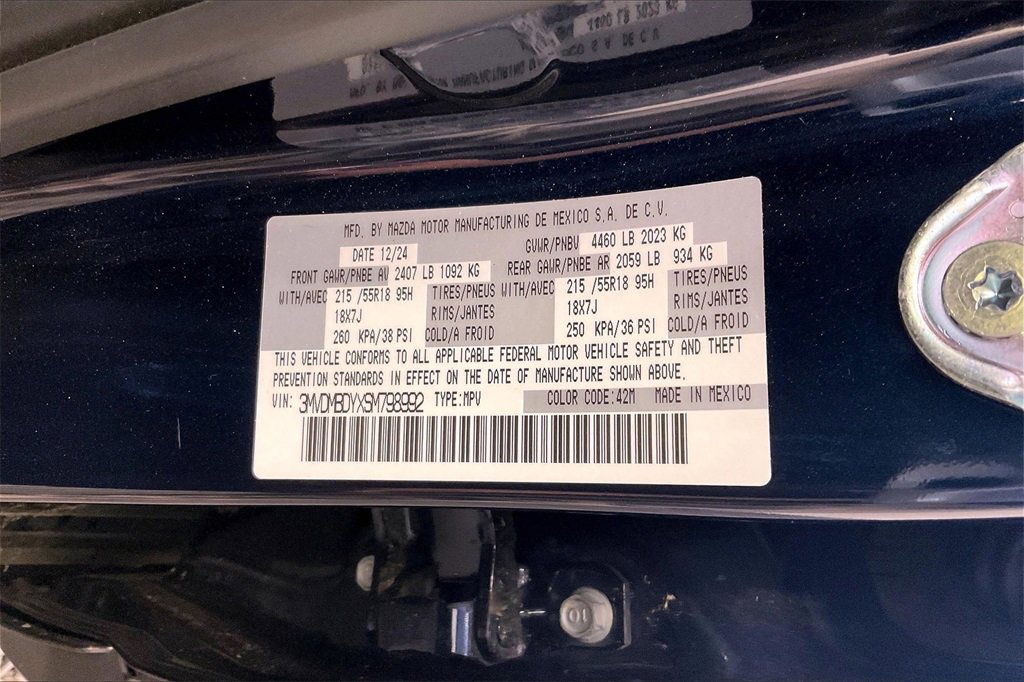 MFD. BY MAZDA MOTOR MANUFACTURING DE MEXICO S.A. DE C.V.
DATE 12/24 GVWR/PNBV 4460 LB 2023 KG
FRONT GAWR/PNBE AV 2407 LB 1092 KG REAR GAWR/PNBE AR 2059 LB 934 KG
WITH/AVEC 215 /55R18 95H TIRES/PNEUS WITH/AVEC 215 /55R18 95H TIRES/PNEUS
18X7J RIMS/JANTES 18X7J RIMS/JANTES
260 KPA/38 PSI COLD/A FROID 250 KPA/36 PSI COLD/A FROID
THIS VEHICLE CONFORMS TO ALL APPLICABLE FEDERAL MOTOR VEHICLE SAFETY AND THEFT
PREVENTION STANDARDS IN EFFECT ON THE DATE OF MANUFACTURE SHOWN ABOVE.
VIN: 3MVDMBDYXSM798992 TYPE:MPV COLOR CODE:42M MADE IN MEXICO